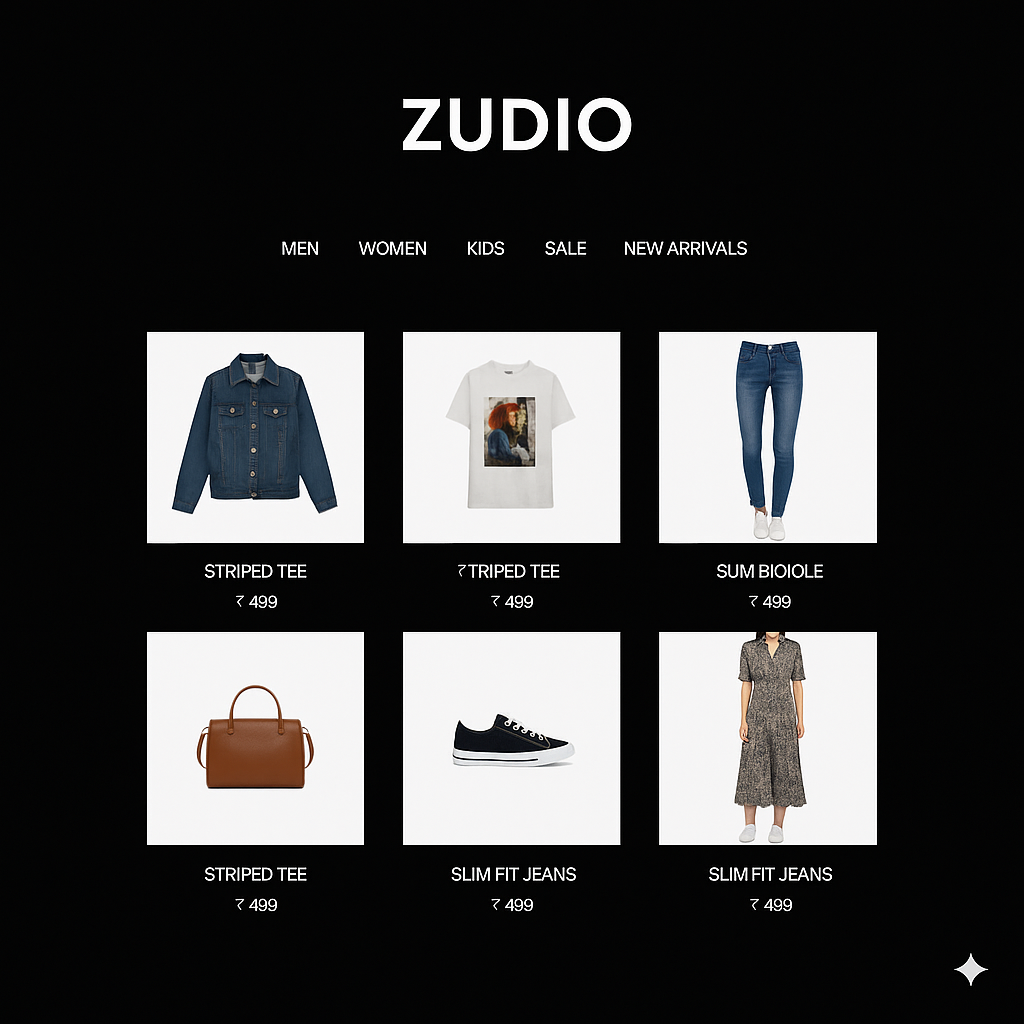 ZUDIO
MEN WOMEN KIDS SALE NEW ARRIVALS
STRIPED TEE ₹TRIPED TEE SUM BIOIOLE
₹ 499 ₹ 499 ₹ 499
STRIPED TEE SLIM FIT JEANS SLIM FIT JEANS
₹ 499 ₹ 499 ₹ 499